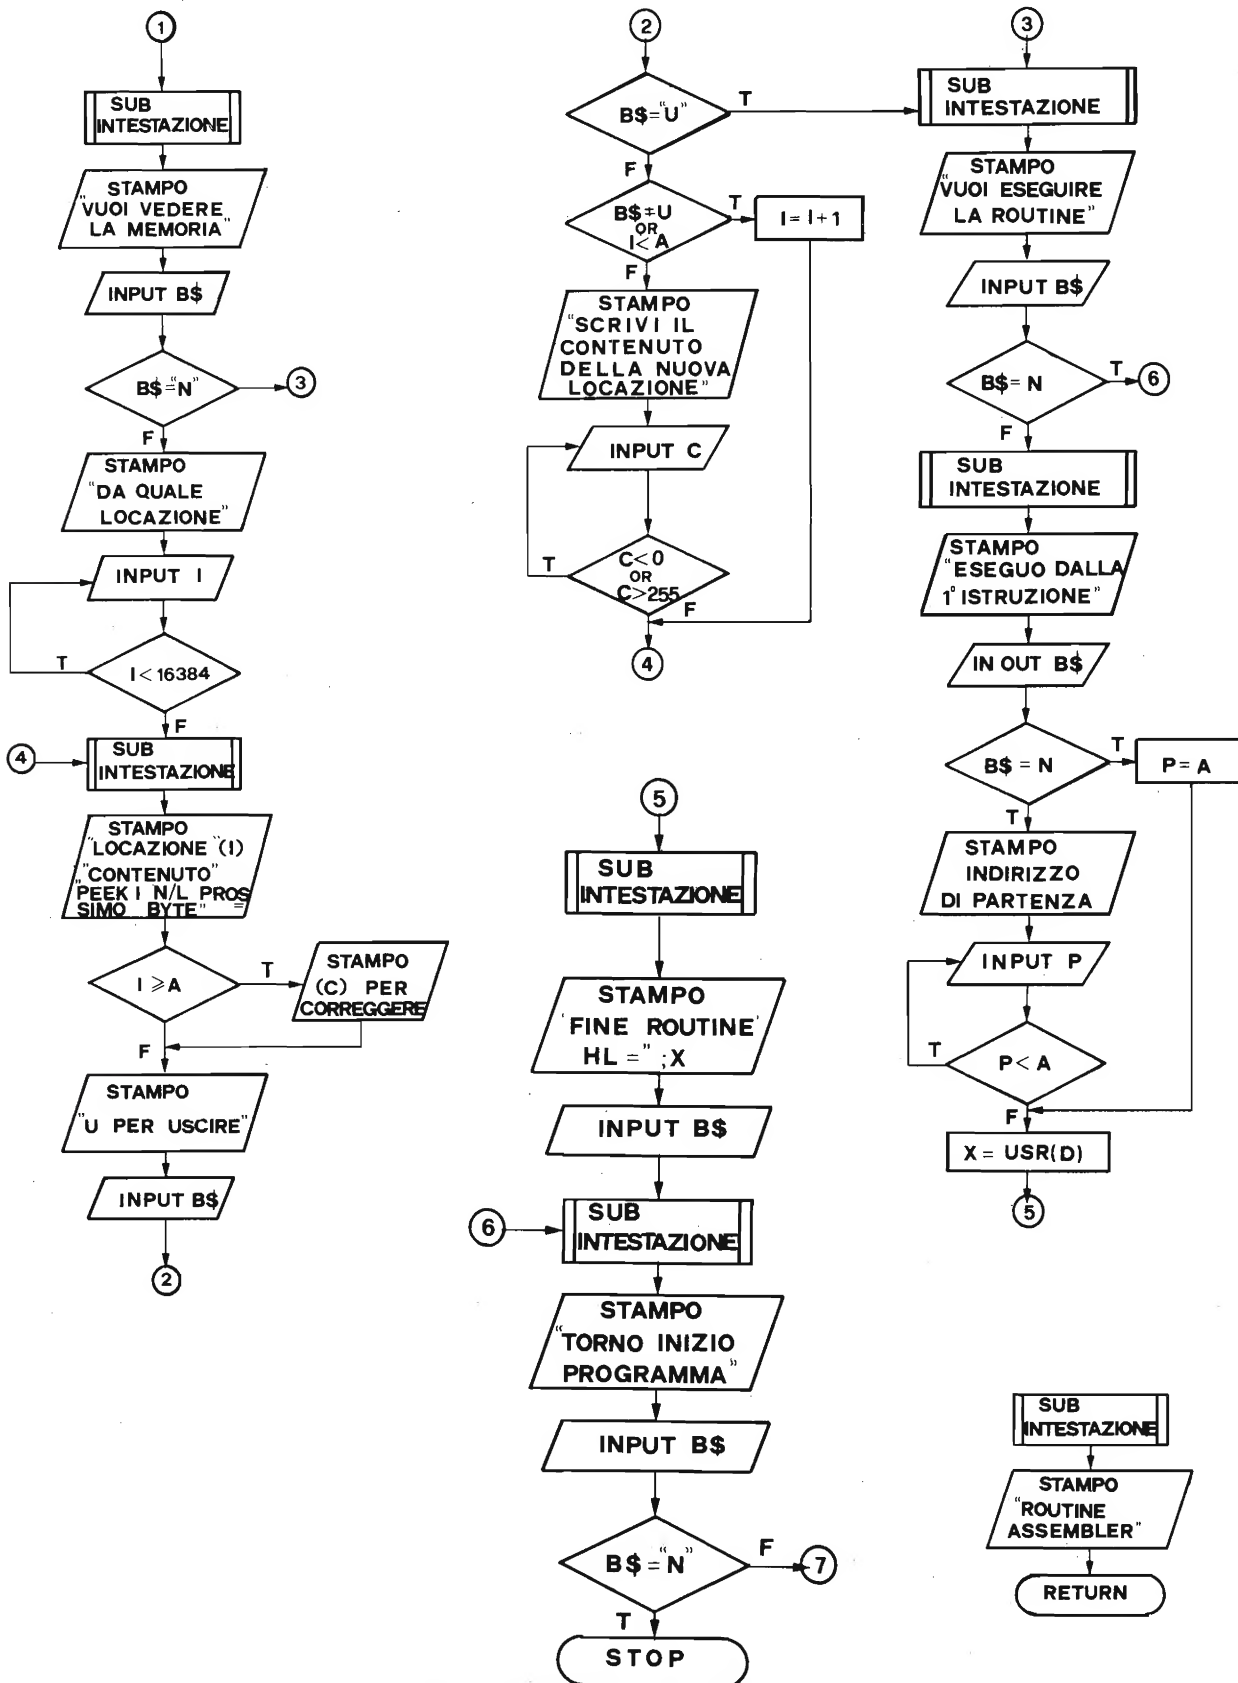 1
SUB
INTESTAZIONE
STAMPO
"VUOI VEDERE
LA MEMORIA"
INPUT B$
B$="N"
3
F
STAMPO
"DA QUALE
LOCAZIONE"
INPUT I
T
I<16384
F
4
SUB
INTESTAZIONE
STAMPO
"LOCAZIONE"(I)
"CONTENUTO"
"PEEK I N/L PROS
SIMO BYTE" =
I⩾A
T
STAMPO
(C) PER
CORREGGERE
F
STAMPO
"U PER USCIRE"
INPUT B$
2
2
B$="U"
T
F
B$≠U
OR
I<A
T
I=I+1
F
STAMPO
"SCRIVI IL
CONTENUTO
DELLA NUOVA
LOCAZIONE"
INPUT C
T
C<0
OR
C>255
F
4
3
SUB
INTESTAZIONE
STAMPO
"VUOI ESEGUIRE
LA ROUTINE"
INPUT B$
B$=N
T
6
F
SUB
INTESTAZIONE
STAMPO
"ESEGUO DALLA
1° ISTRUZIONE"
IN OUT B$
B$=N
T
P=A
T
STAMPO
INDIRIZZO
DI PARTENZA
INPUT P
T
P<A
F
X=USR(D)
5
5
SUB
INTESTAZIONE
STAMPO
'FINE ROUTINE'
HL=";X
INPUT B$
6
SUB
INTESTAZIONE
STAMPO
"TORNO INIZIO
PROGRAMMA"
INPUT B$
B$="N"
F
7
T
STOP
SUB
INTESTAZIONE
STAMPO
"ROUTINE
ASSEMBLER"
RETURN